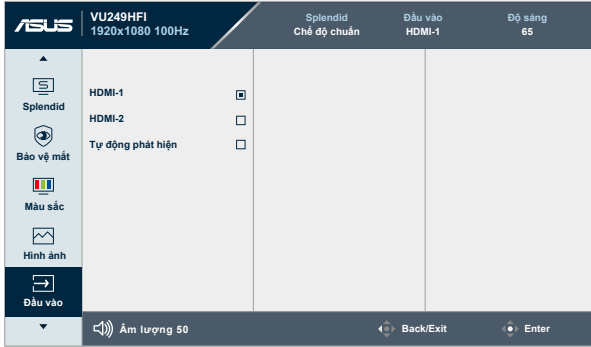 ASUS
VU249HFI
1920x1080 100Hz
Splendid
Chế độ chuẩn
Đầu vào
HDMI-1
Độ sáng
65
Splendid
Bảo vệ mắt
Màu sắc
Hình ảnh
Đầu vào
HDMI-1
HDMI-2
Tự động phát hiện
Âm lượng 50
Back/Exit
Enter